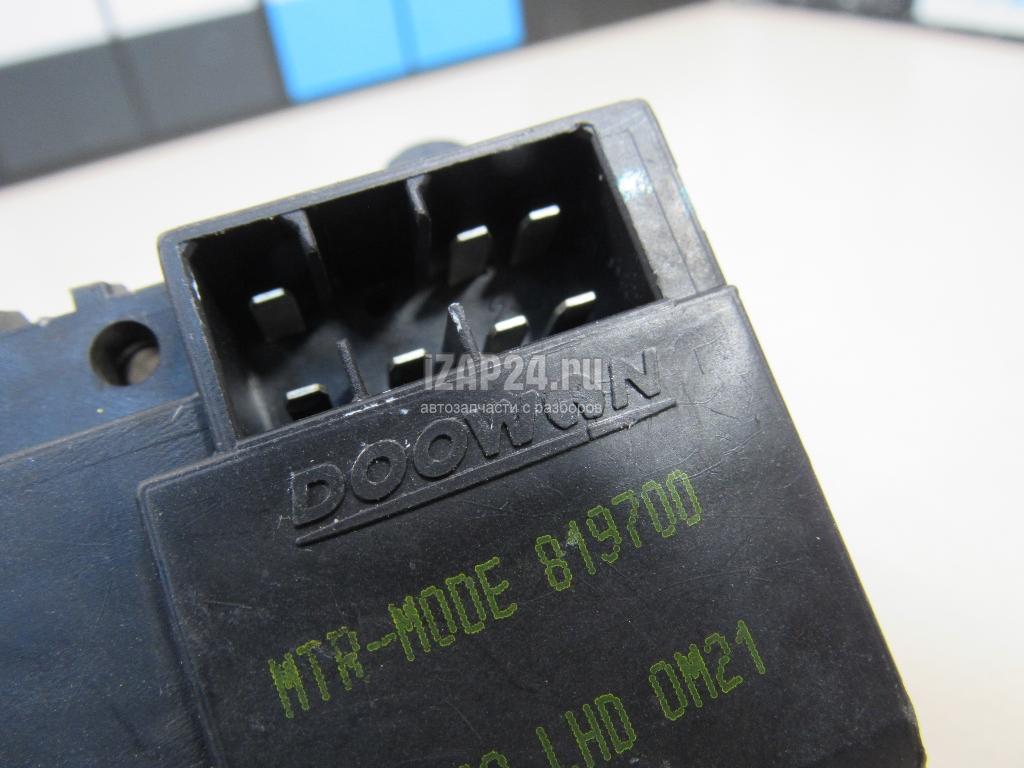 iZAP24.ru
автозапчасти с разборов
DOOWON
MTR-MODE 819700
LHD 0M21